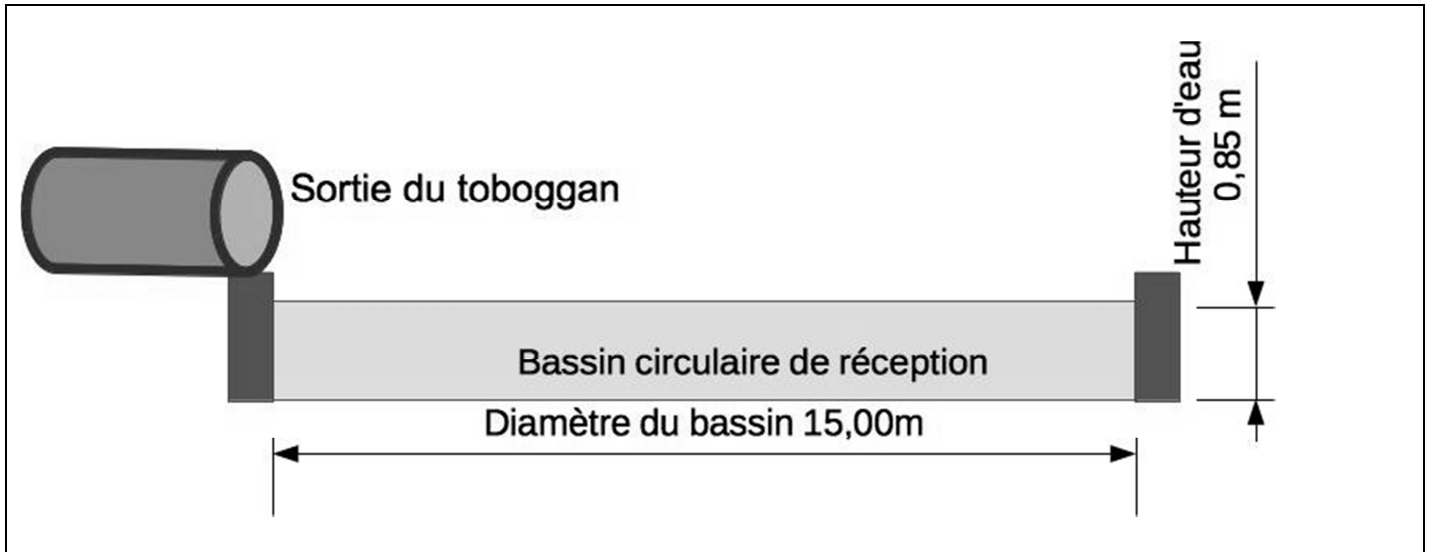 Sortie du toboggan
Hauteur d'eau
0,85 m
Bassin circulaire de réception
Diamètre du bassin 15,00m